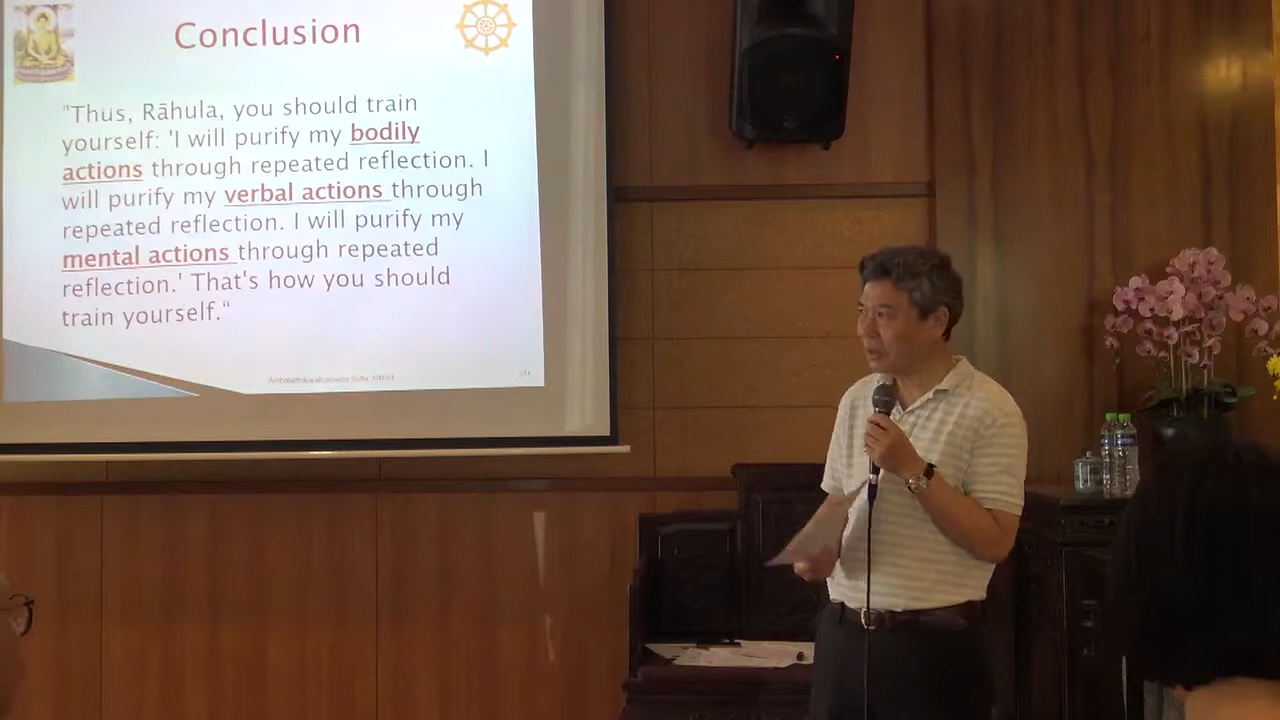 Conclusion
"Thus, Rāhula, you should train
yourself: 'I will purify my bodily
actions through repeated reflection. I
will purify my verbal actions through
repeated reflection. I will purify my
mental actions through repeated
reflection.' That's how you should
train yourself."